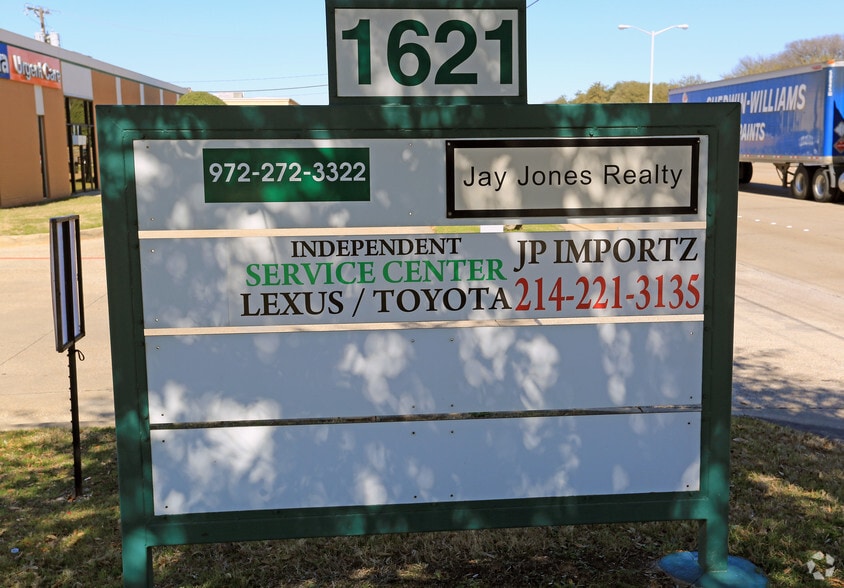 1621
972-272-3322
Jay Jones Realty
INDEPENDENT
SERVICE CENTER
LEXUS / TOYOTA
JP IMPORTZ
214-221-3135
UrgentCare
SHERWIN-WILLIAMS
PAINTS